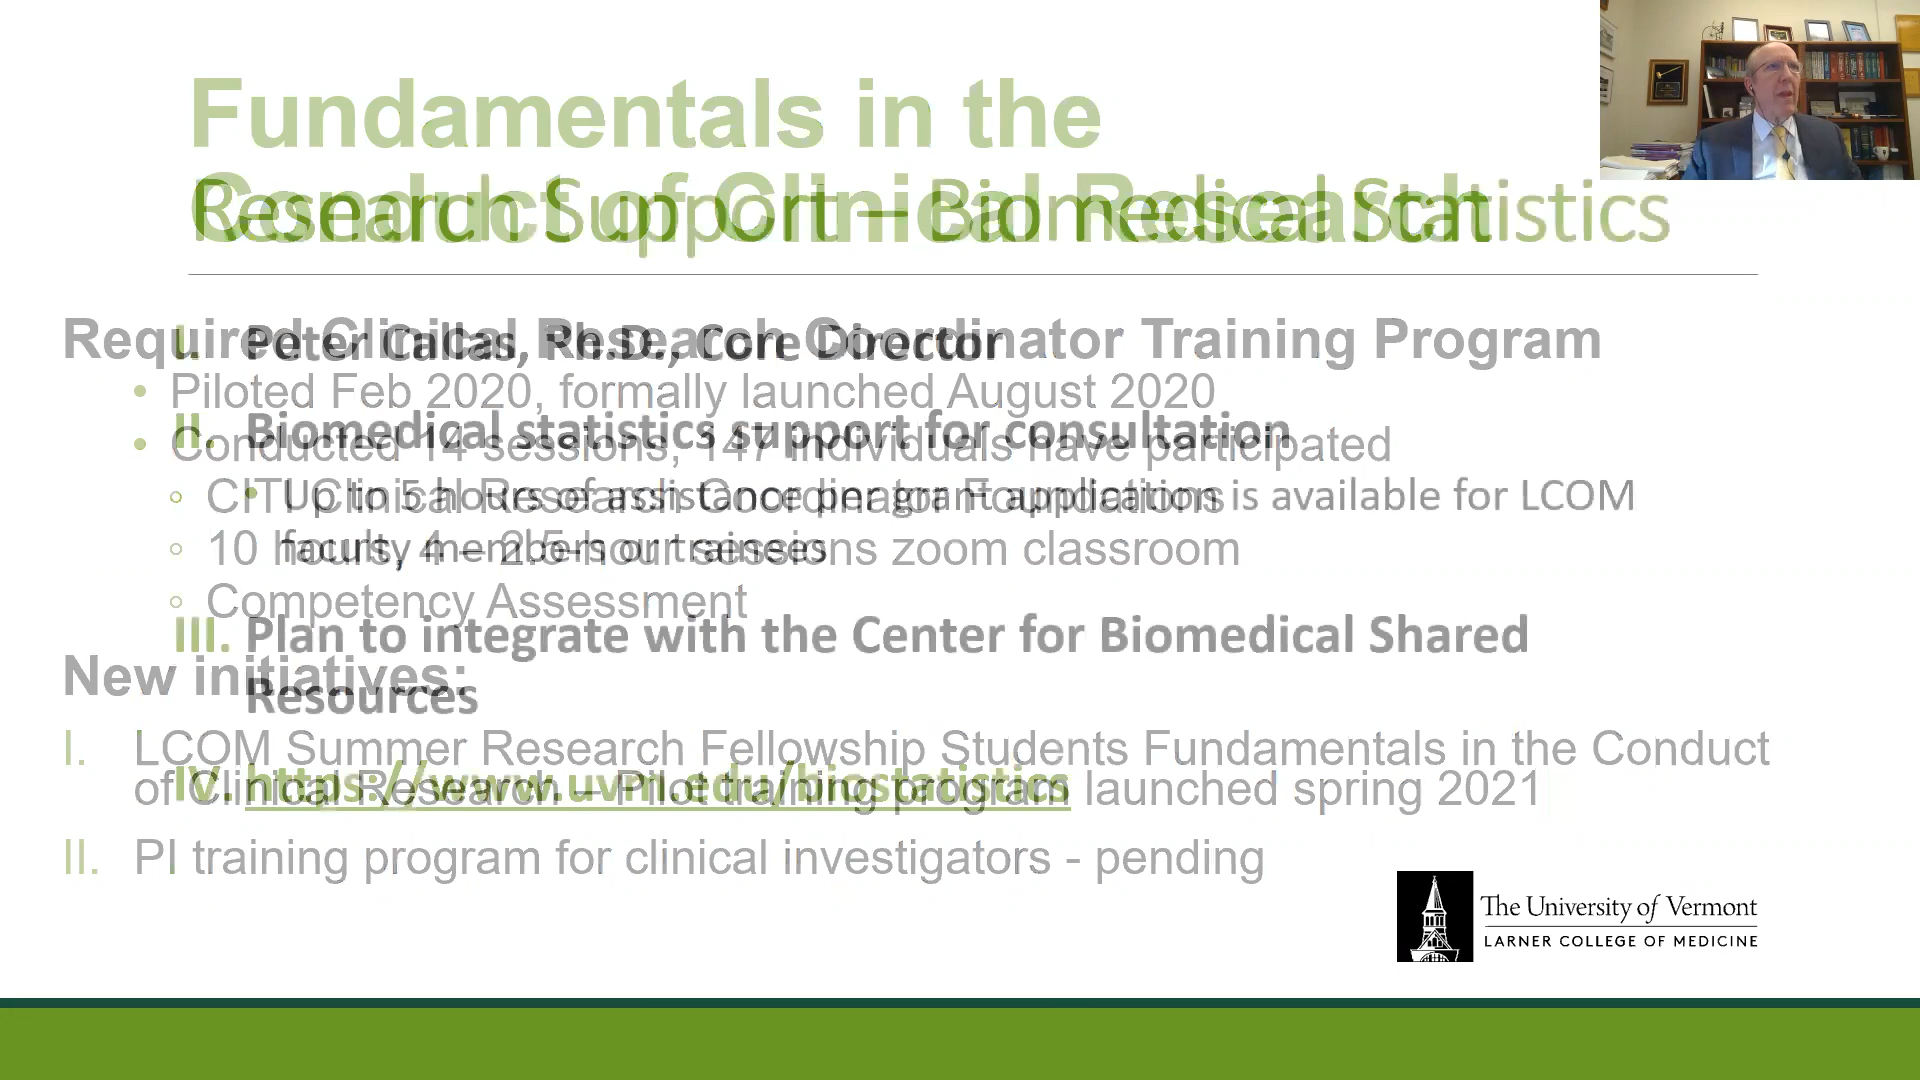 Fundamentals in the
Conduct of Clinical Research
Required Clinical Research Coordinator Training Program
• Piloted Feb 2020, formally launched August 2020
• Conducted 14 sessions, 147 individuals have participated
◦ CITI Clinical Research Coordinator Foundations
◦ 10 hours, 4 – 2.5-hour sessions zoom classroom
◦ Competency Assessment
New initiatives:
I. LCOM Summer Research Fellowship Students Fundamentals in the Conduct
of Clinical Research – Pilot training program launched spring 2021
II. PI training program for clinical investigators - pending
Research Support – Biomedical Statistics
I. Peter Callas, Ph.D., Core Director
II. Biomedical statistics support for consultation
• Up to 5 hours of assistance per grant application is available for LCOM
faculty members or trainees
III. Plan to integrate with the Center for Biomedical Shared
Resources
IV. https://www.uvm.edu/biostatistics
The University of Vermont
LARNER COLLEGE OF MEDICINE